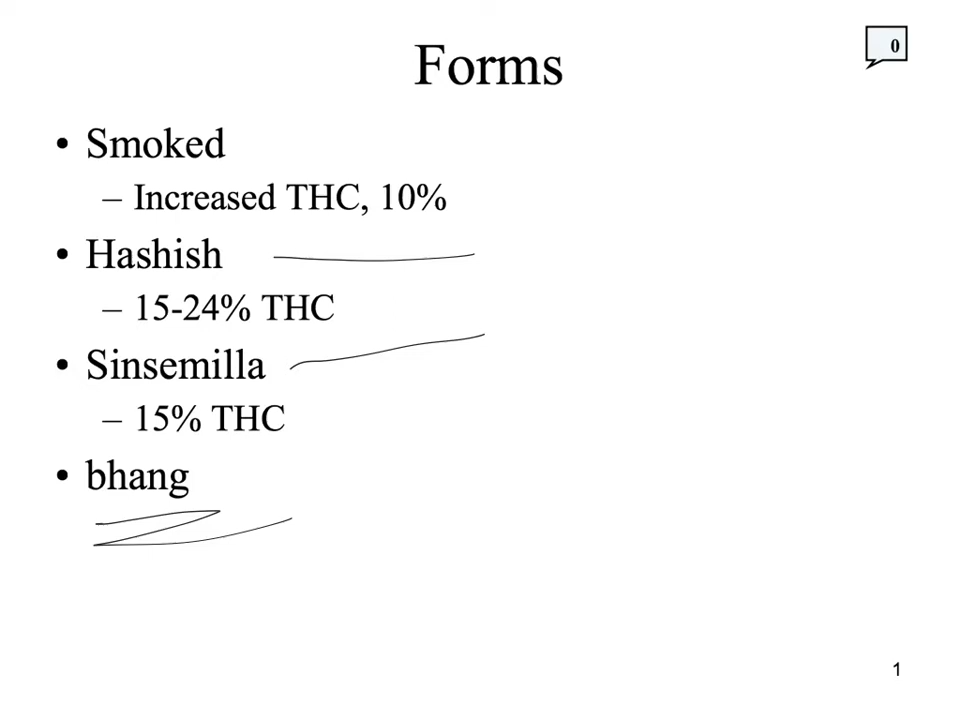 0
Forms
• Smoked
– Increased THC, 10%
• Hashish
– 15-24% THC
• Sinsemilla
– 15% THC
• bhang
1